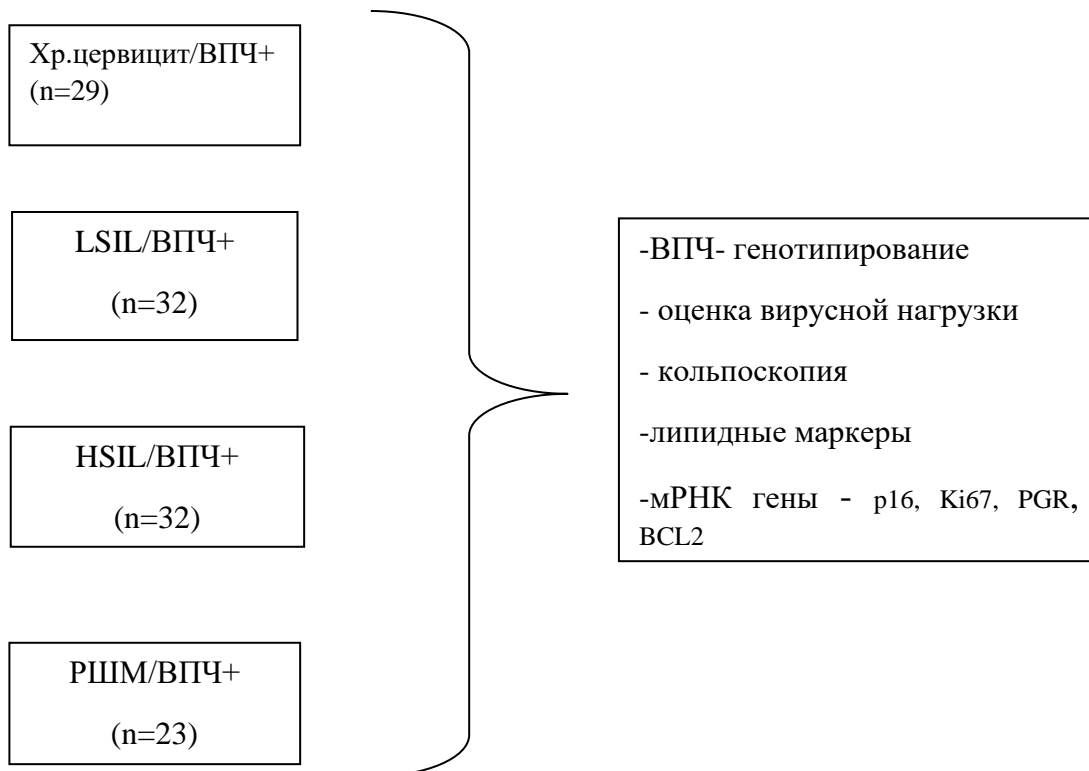 Хр.цервицит/ВПЧ+
(n=29)
LSIL/ВПЧ+
(n=32)
HSIL/ВПЧ+
(n=32)
РШМ/ВПЧ+
(n=23)
-ВПЧ- генотипирование
- оценка вирусной нагрузки
- кольпоскопия
-липидные маркеры
-мРНК гены - p16, Ki67, PGR,
BCL2